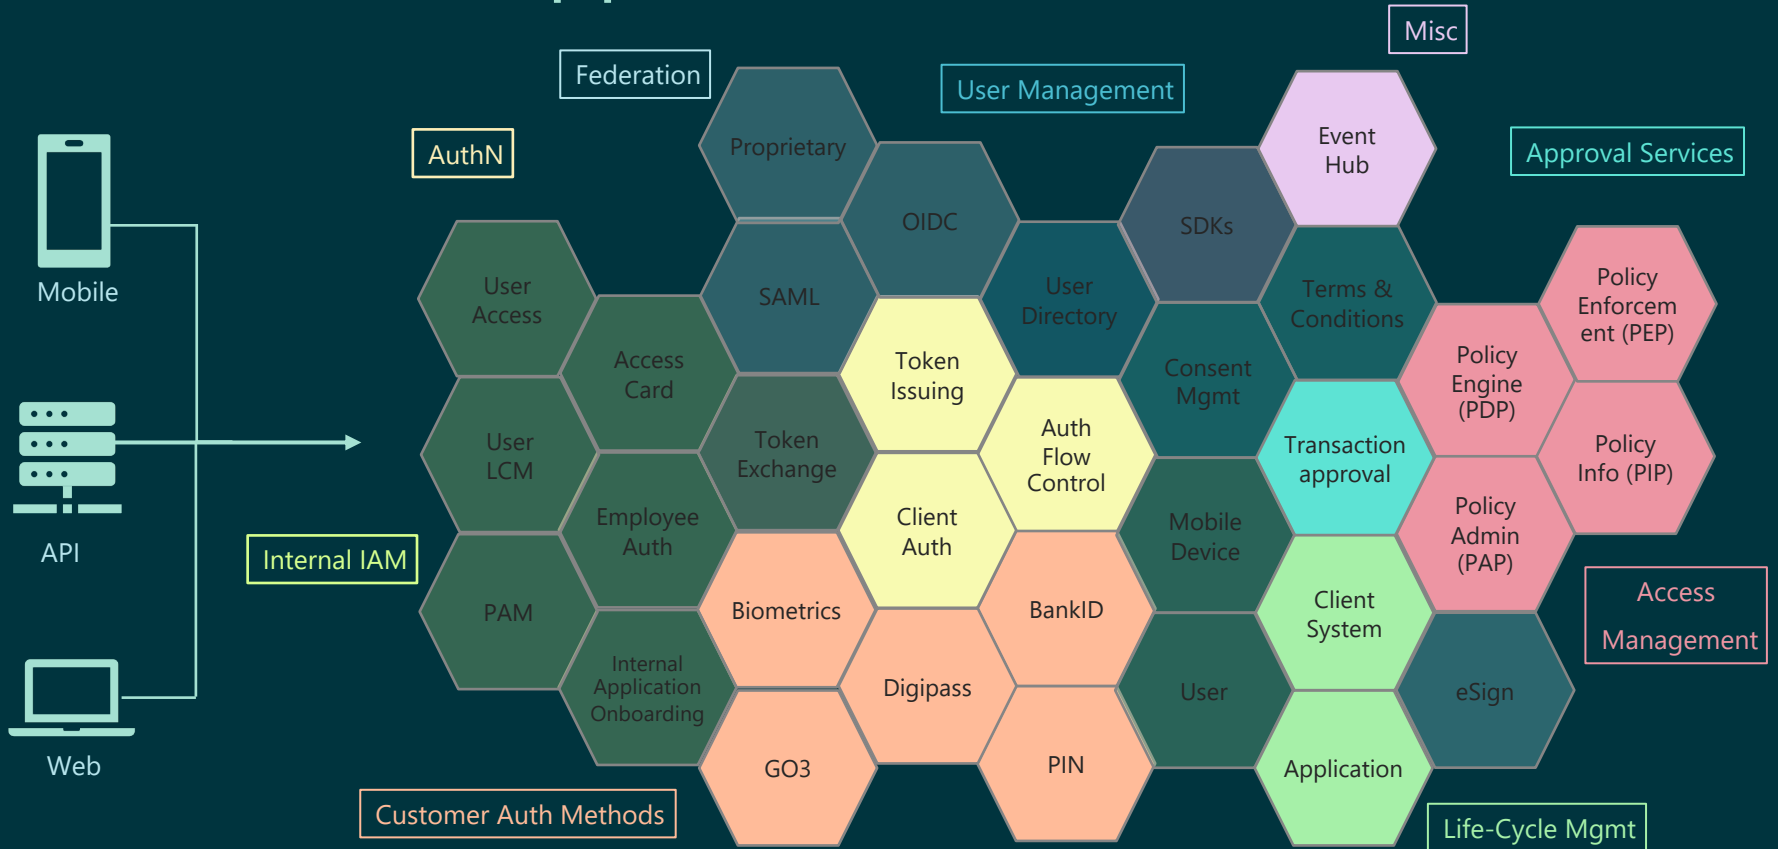 Misc
Federation
User Management
AuthN
Approval Services
Proprietary
Event
Hub
OIDC
SDKs
Mobile
User
Access
SAML
User
Directory
Terms &
Conditions
Policy
Enforcem
ent (PEP)
Access
Card
Token
Issuing
Consent
Mgmt
Policy
Engine
(PDP)
User
LCM
Token
Exchange
Auth
Flow
Control
Transaction
approval
Policy
Info (PIP)
API
Internal IAM
Employee
Auth
Client
Auth
Mobile
Device
Policy
Admin
(PAP)
PAM
Biometrics
BankID
Client
System
Access
Management
Internal
Application
Onboarding
Digipass
User
eSign
Web
GO3
PIN
Application
Customer Auth Methods
Life-Cycle Mgmt